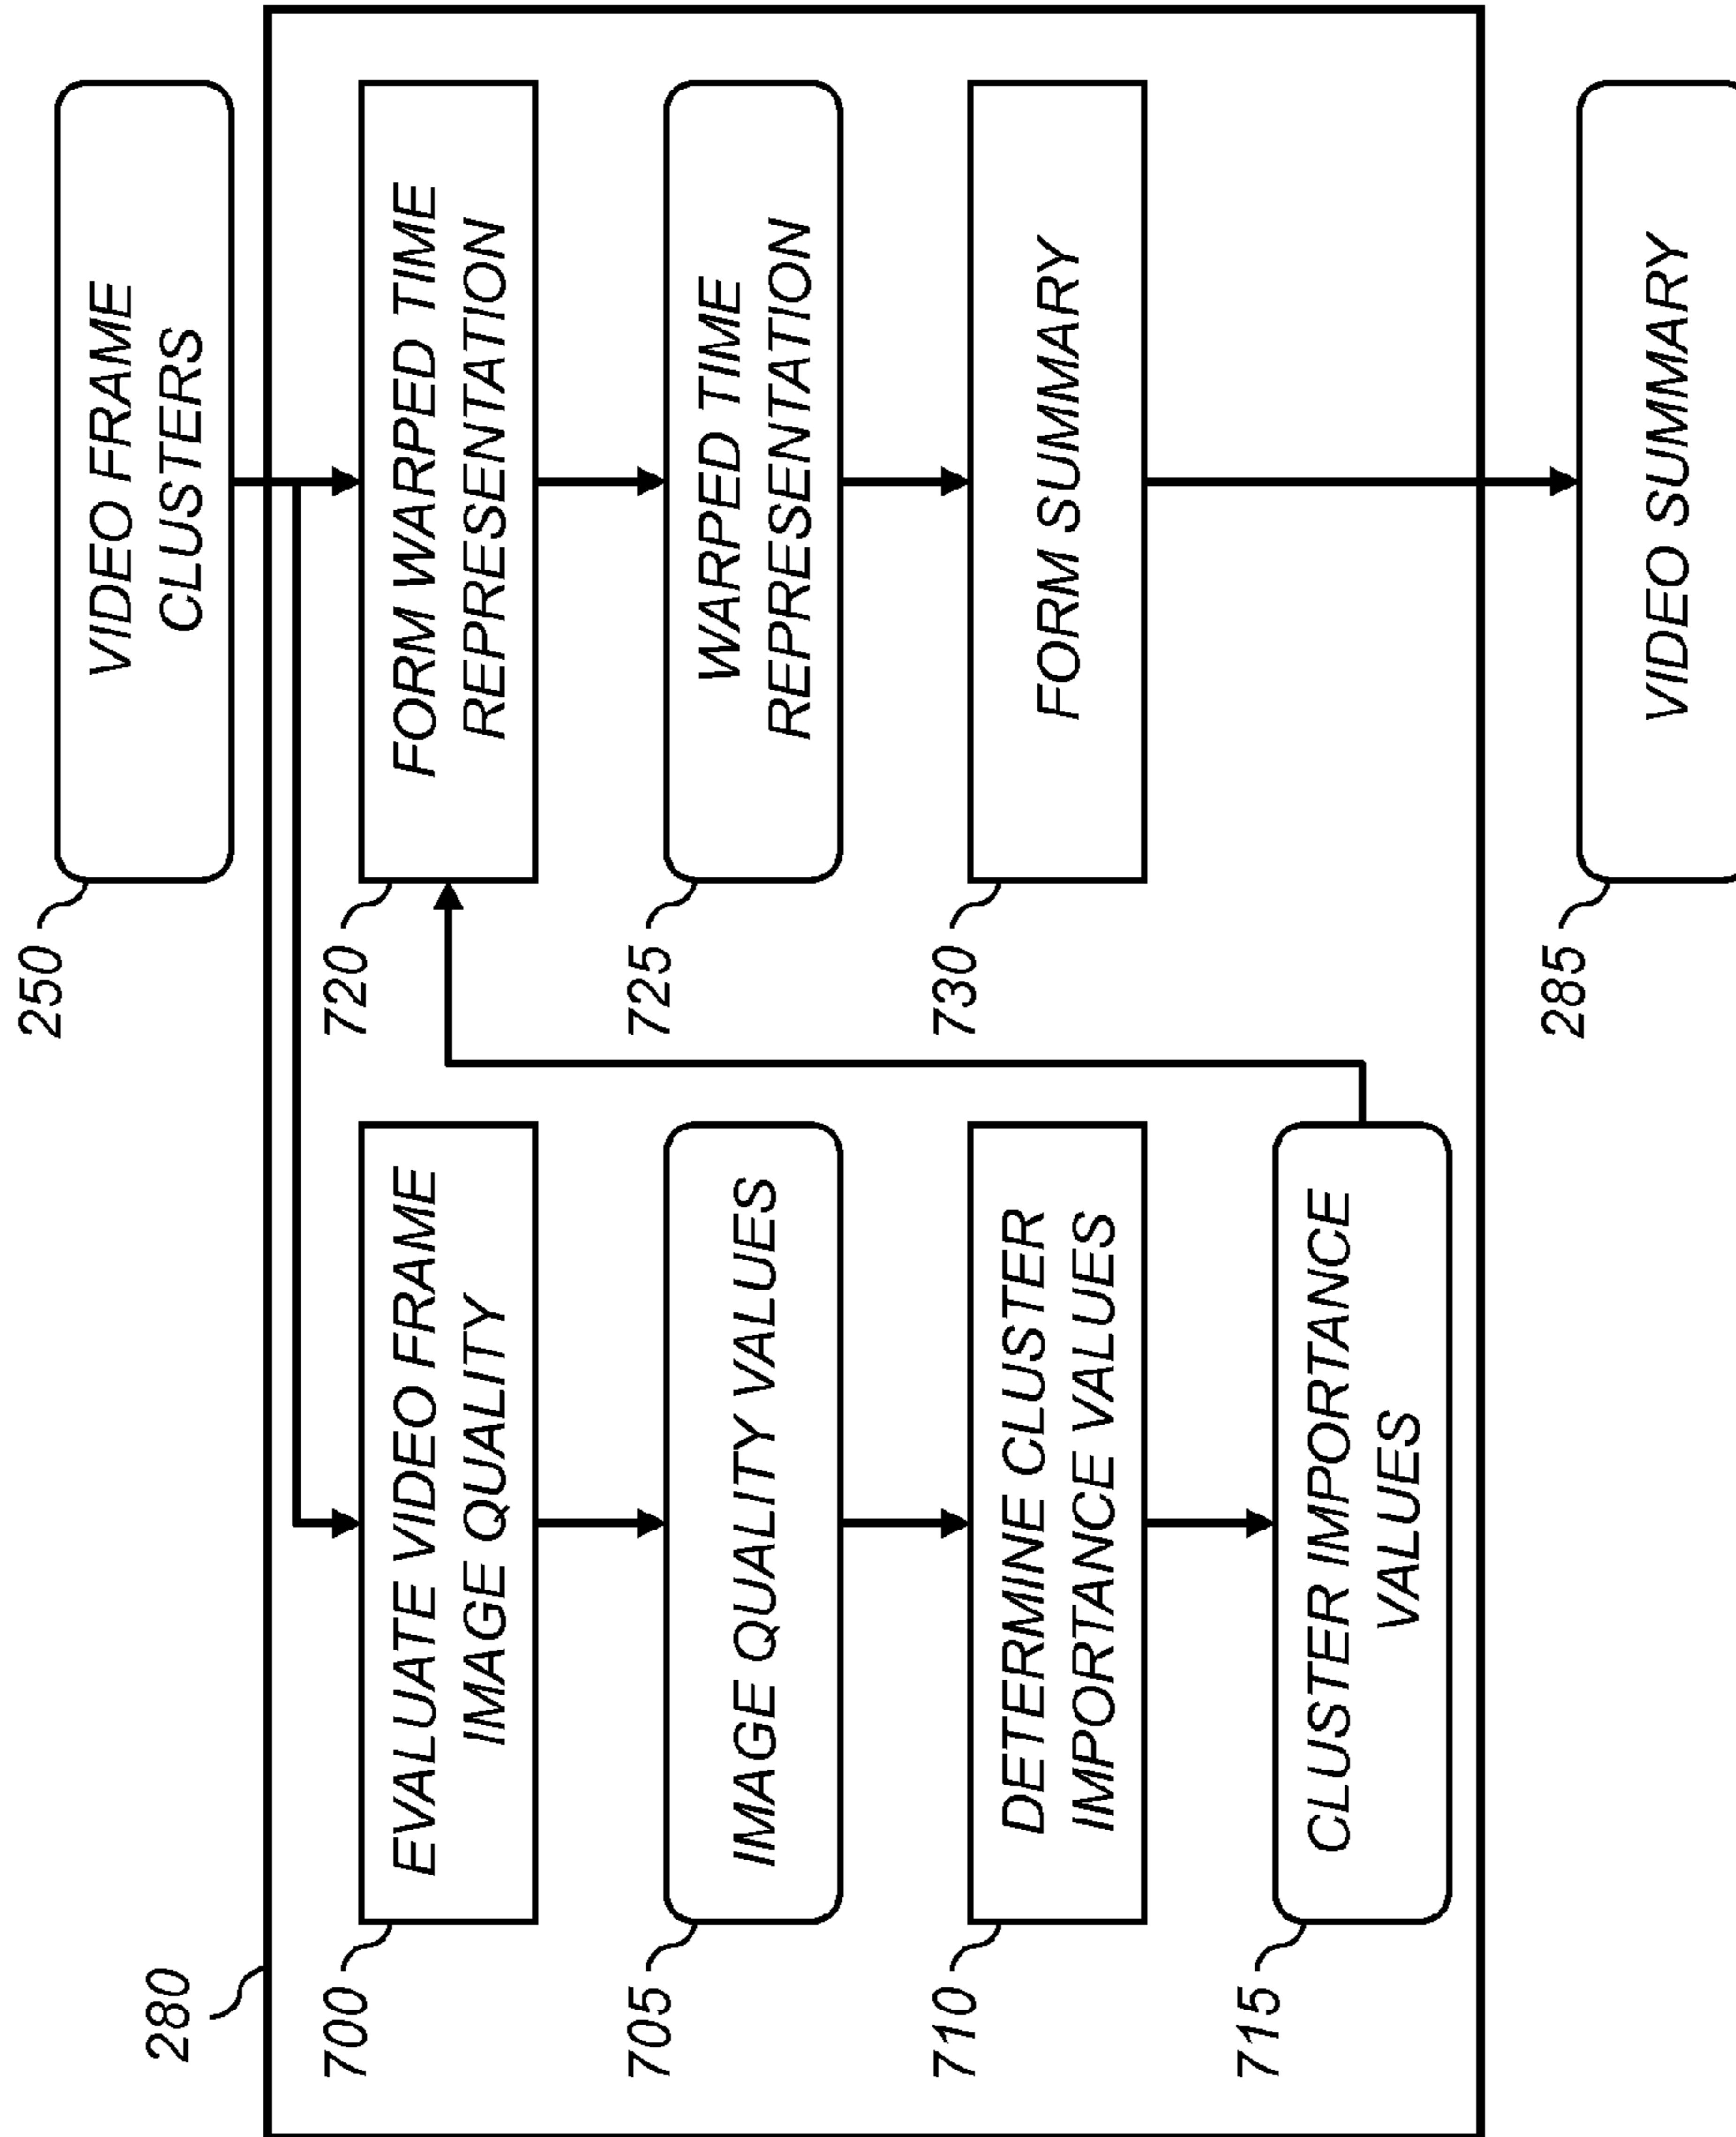 250
VIDEO FRAME
CLUSTERS
280
700
EVALUATE VIDEO FRAME
IMAGE QUALITY
705
IMAGE QUALITY VALUES
710
DETERMINE CLUSTER
IMPORTANCE VALUES
715
CLUSTER IMPORTANCE
VALUES
720
FORM WARPED TIME
REPRESENTATION
725
WARPED TIME
REPRESENTATION
730
FORM SUMMARY
285
VIDEO SUMMARY